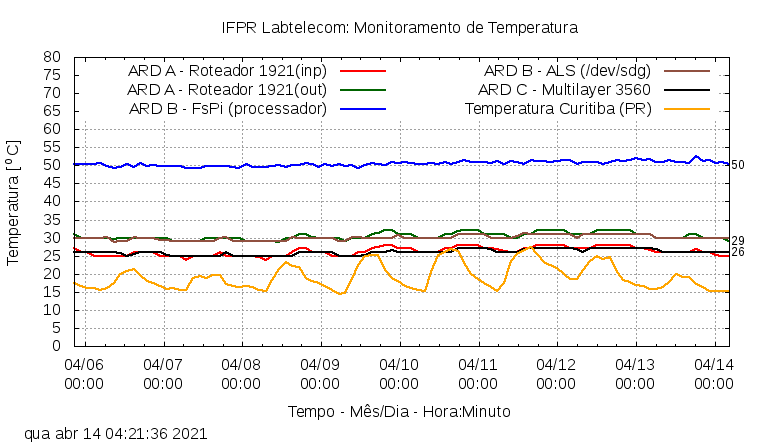 IFPR Labtelecom: Monitoramento de Temperatura
Temperatura [ °C]
80
75
70
65
60
55
50
45
40
35
30
25
20
15
10
5
0
ARD A - Roteador 1921(inp)
ARD A - Roteador 1921(out)
ARD B - FsPi (processador)
ARD B - ALS (/dev/sdg)
ARD C - Multilayer 3560
Temperatura Curitiba (PR)
50
29
26
04/06 04/07 04/08 04/09 04/10 04/11 04/12 04/13 04/14
00:00 00:00 00:00 00:00 00:00 00:00 00:00 00:00 00:00
Tempo - Mês/Dia - Hora:Minuto
qua abr 14 04:21:36 2021